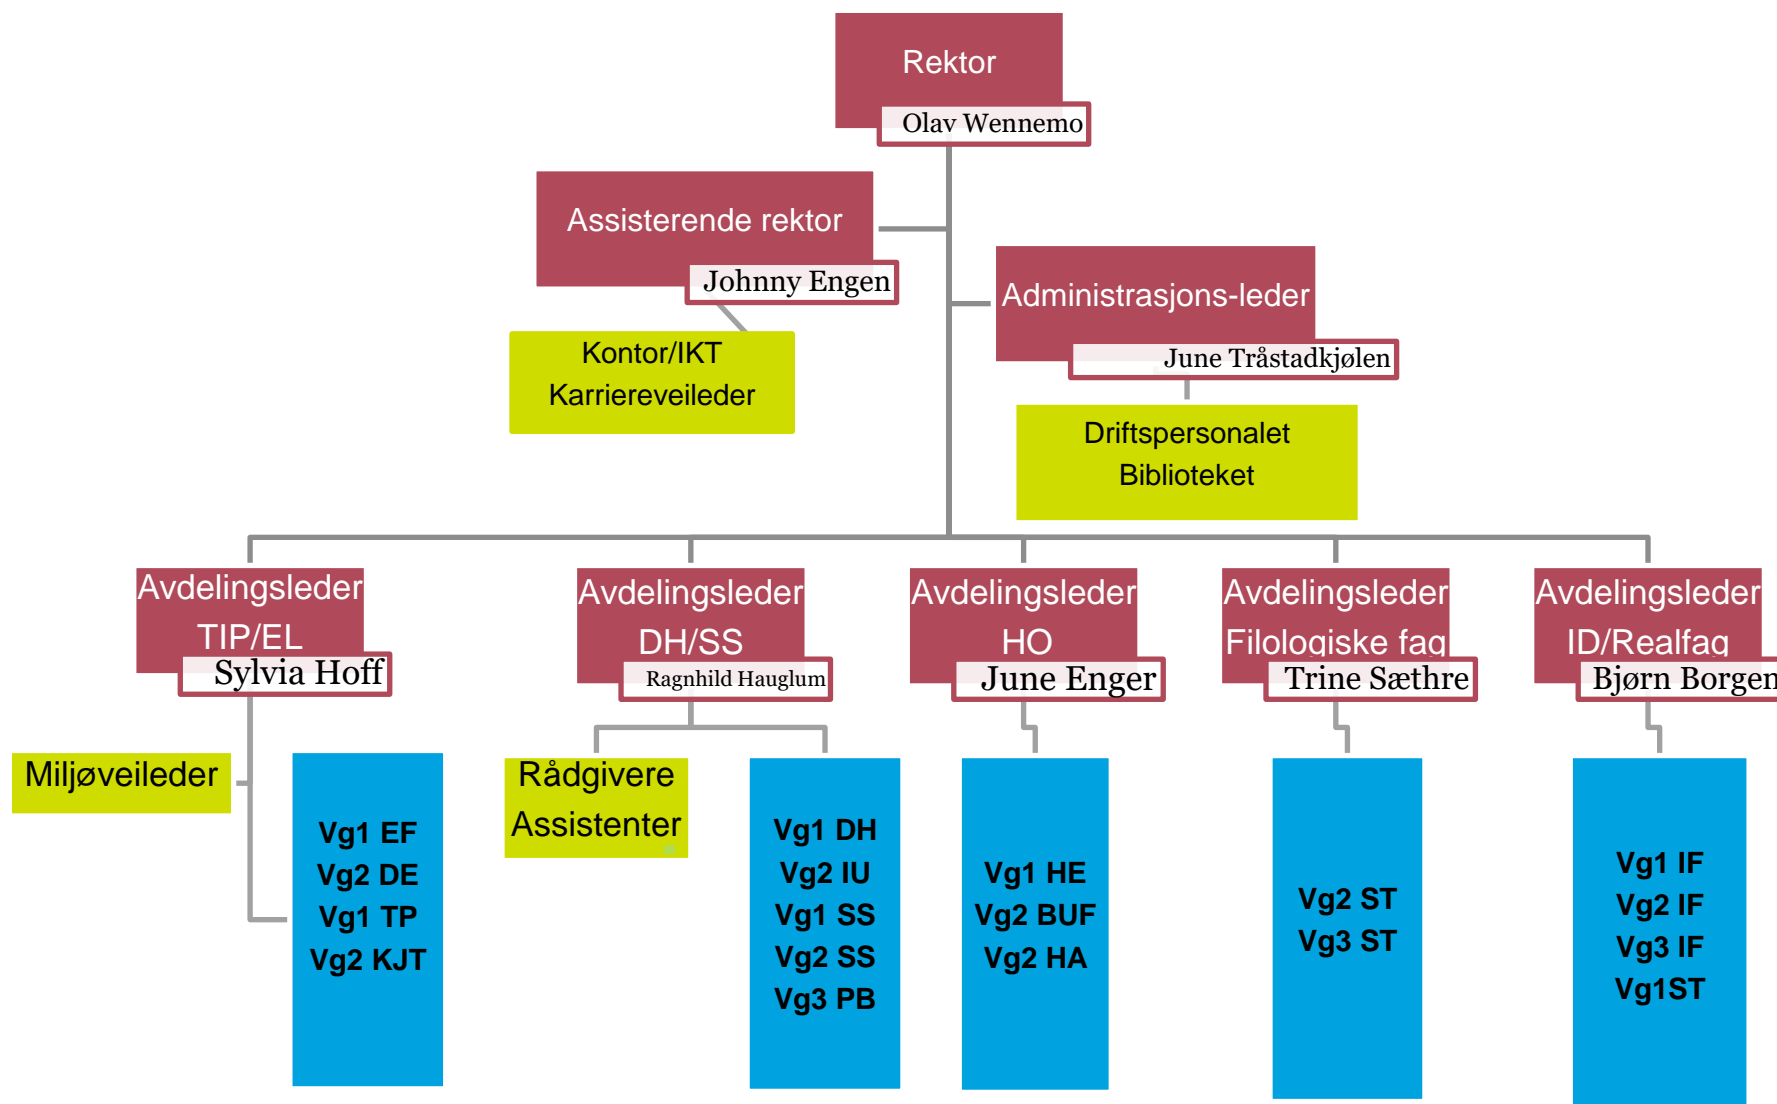 Rektor
Olav Wennemo
Assisterende rektor
Johnny Engen
Administrasjons-leder
June Tråstadkjølen
Kontor/IKT
Karriereveileder
Driftspersonalet
Biblioteket
Avdelingsleder
TIP/EL
Sylvia Hoff
Avdelingsleder
DH/SS
Ragnhild Hauglum
Avdelingsleder
HO
June Enger
Avdelingsleder
Filologiske fag
Trine Sæthre
Avdelingsleder
ID/Realfag
Bjørn Borgen
Miljøveileder
Vg1 EF
Vg2 DE
Vg1 TP
Vg2 KJT
Rådgivere
Assistenter
Vg1 DH
Vg2 IU
Vg1 SS
Vg2 SS
Vg3 PB
Vg1 HE
Vg2 BUF
Vg2 HA
Vg2 ST
Vg3 ST
Vg1 IF
Vg2 IF
Vg3 IF
Vg1ST